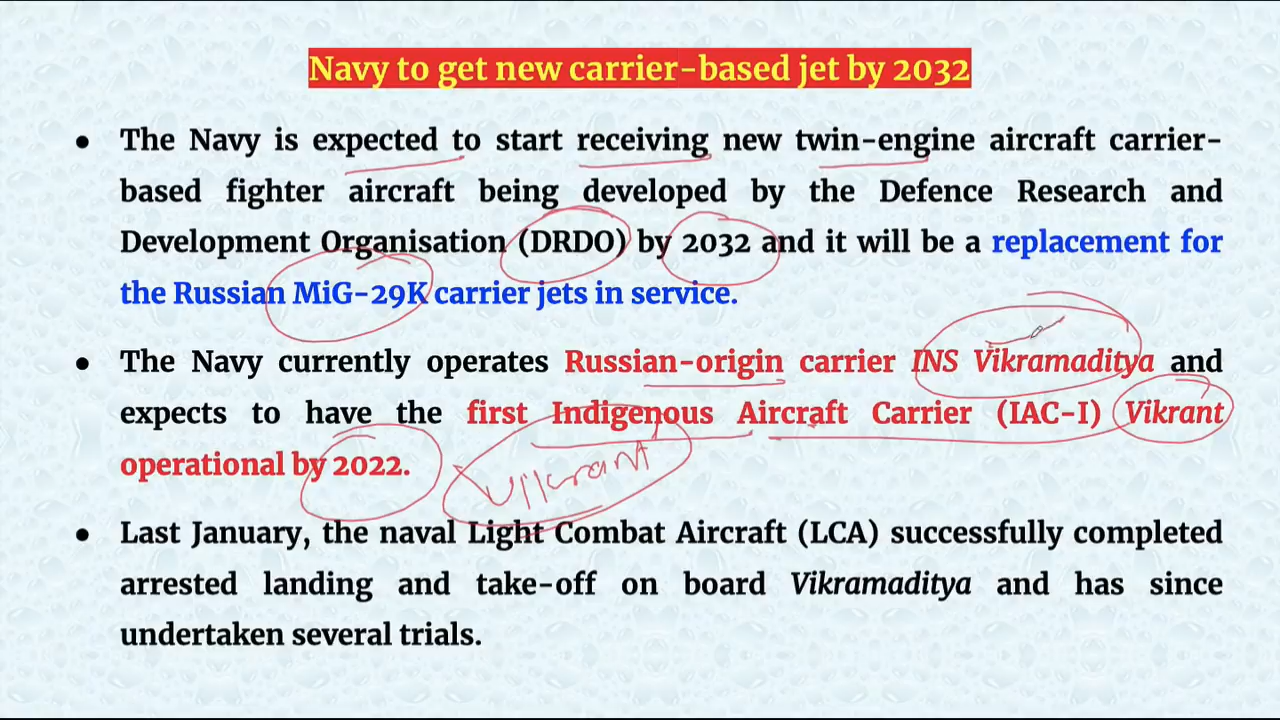 Navy to get new carrier-based jet by 2032
● The Navy is expected to start receiving new twin-engine aircraft carrier-
based fighter aircraft being developed by the Defence Research and
Development Organisation (DRDO) by 2032 and it will be a replacement for
the Russian MiG-29K carrier jets in service.
● The Navy currently operates Russian-origin carrier INS Vikramaditya and
expects to have the first Indigenous Aircraft Carrier (IAC-I) Vikrant
operational by 2022.
Vikrant
● Last January, the naval Light Combat Aircraft (LCA) successfully completed
arrested landing and take-off on board Vikramaditya and has since
undertaken several trials.